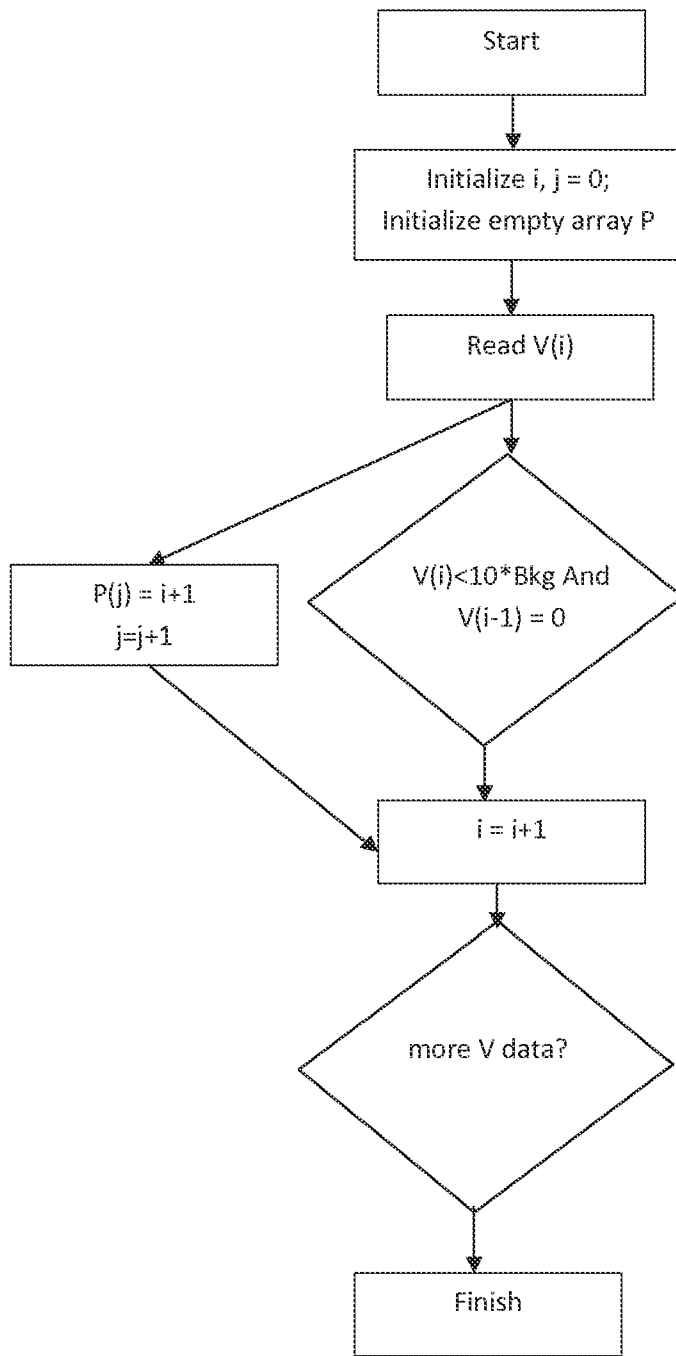 Start
Initialize i, j = 0;
Initialize empty array P
Read V(i)
V(i)<10*Bkg And
V(i-1) = 0
P(j) = i+1
j=j+1
i = i+1
more V data?
Finish